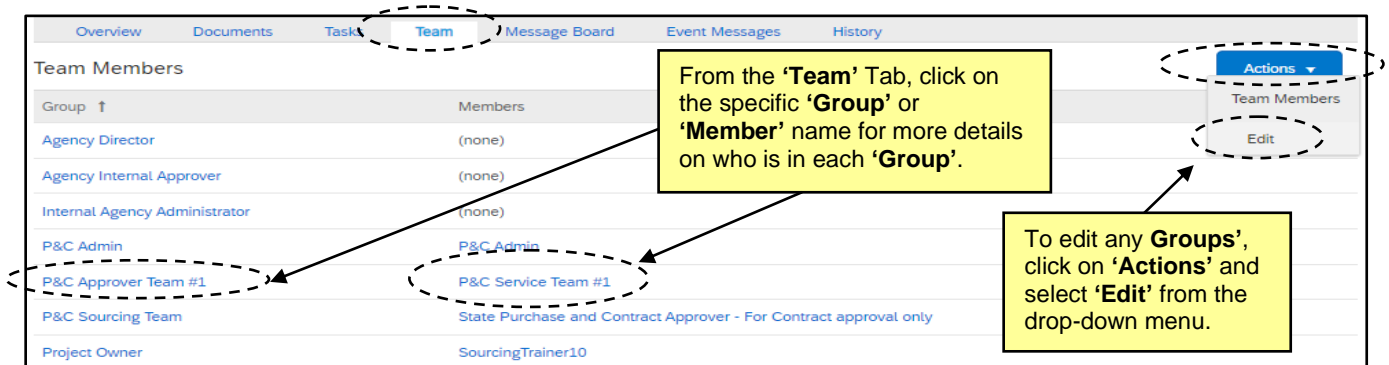 Overview Documents Tasks Team Message Board Event Messages History
Team Members
Actions ▼
Group ↑ Members
Team Members
Edit
Agency Director (none)
Agency Internal Approver (none)
Internal Agency Administrator (none)
P&C Admin P&C Admin
P&C Approver Team #1 P&C Service Team #1
P&C Sourcing Team State Purchase and Contract Approver - For Contract approval only
Project Owner SourcingTrainer10
From the ‘Team’ Tab, click on
the specific ‘Group’ or
‘Member’ name for more details
on who is in each ‘Group’.
To edit any Groups’,
click on ‘Actions’ and
select ‘Edit’ from the
drop-down menu.